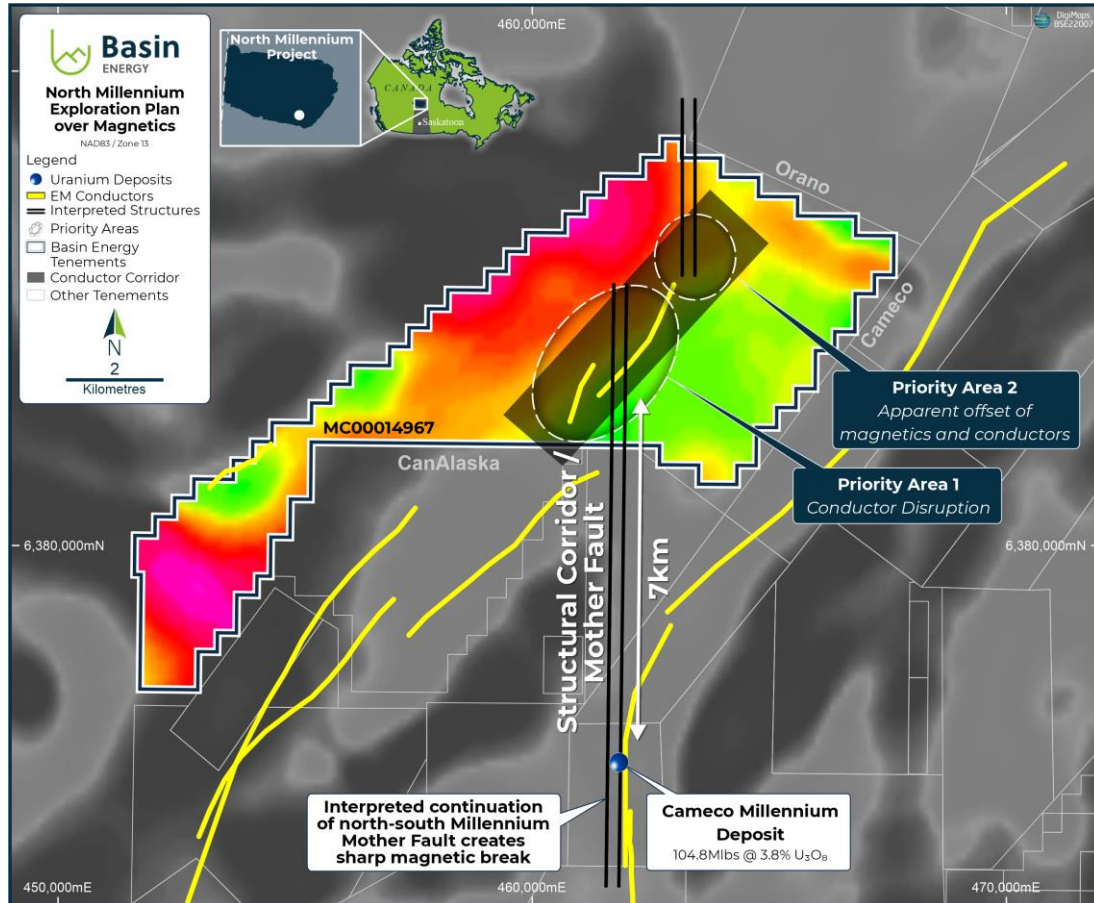 Basin
ENERGY
North Millennium
Exploration Plan
over Magnetics
NAD83 / Zone 13
Legend
Uranium Deposits
EM Conductors
Interpreted Structures
Priority Areas
Basin Energy
Tenements
Conductor Corridor
Other Tenements
N
2
Kilometres
North Millennium
Project
CANADA
Saskatoon
460,000mE
DigiMaps
BSE22007
Orano
Cameco
MC00014967
CanAlaska
Priority Area 2
Apparent offset of
magnetics and conductors
Priority Area 1
Conductor Disruption
6,380,000mN
6,380,000mN
Structural Corridor /
Mother Fault
7km
Interpreted continuation
of north-south Millennium
Mother Fault creates
sharp magnetic break
Cameco Millennium
Deposit
104.8Mlbs @ 3.8% U₃O₈
450,000mE
460,000mE
470,000mE